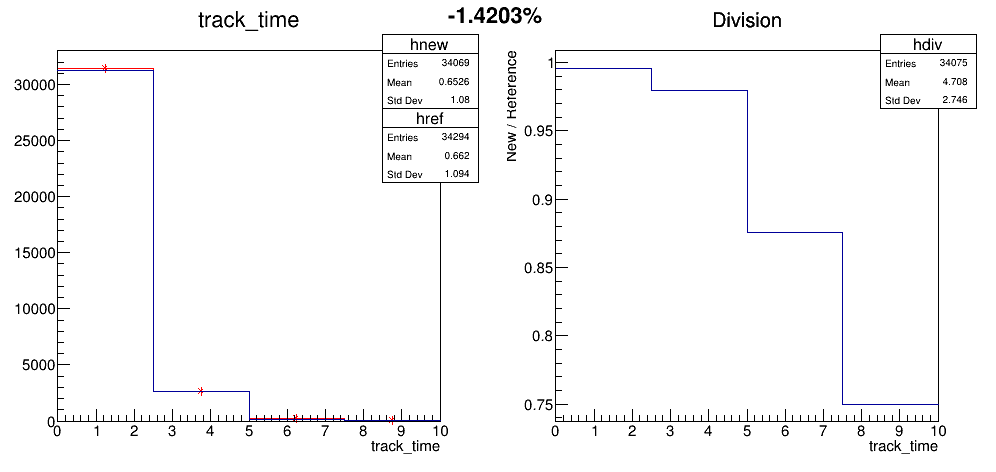 -1.4203%
track_time
hnew
Entries 34069
Mean 0.6526
Std Dev 1.08
href
Entries 34294
Mean 0.662
Std Dev 1.094
30000
25000
20000
15000
10000
5000
0
0 1 2 3 4 5 6 7 8 9 10
track_time
Division
hdiv
Entries 34075
Mean 4.708
Std Dev 2.746
New / Reference
1
0.95
0.9
0.85
0.8
0.75
0 1 2 3 4 5 6 7 8 9 10
track_time